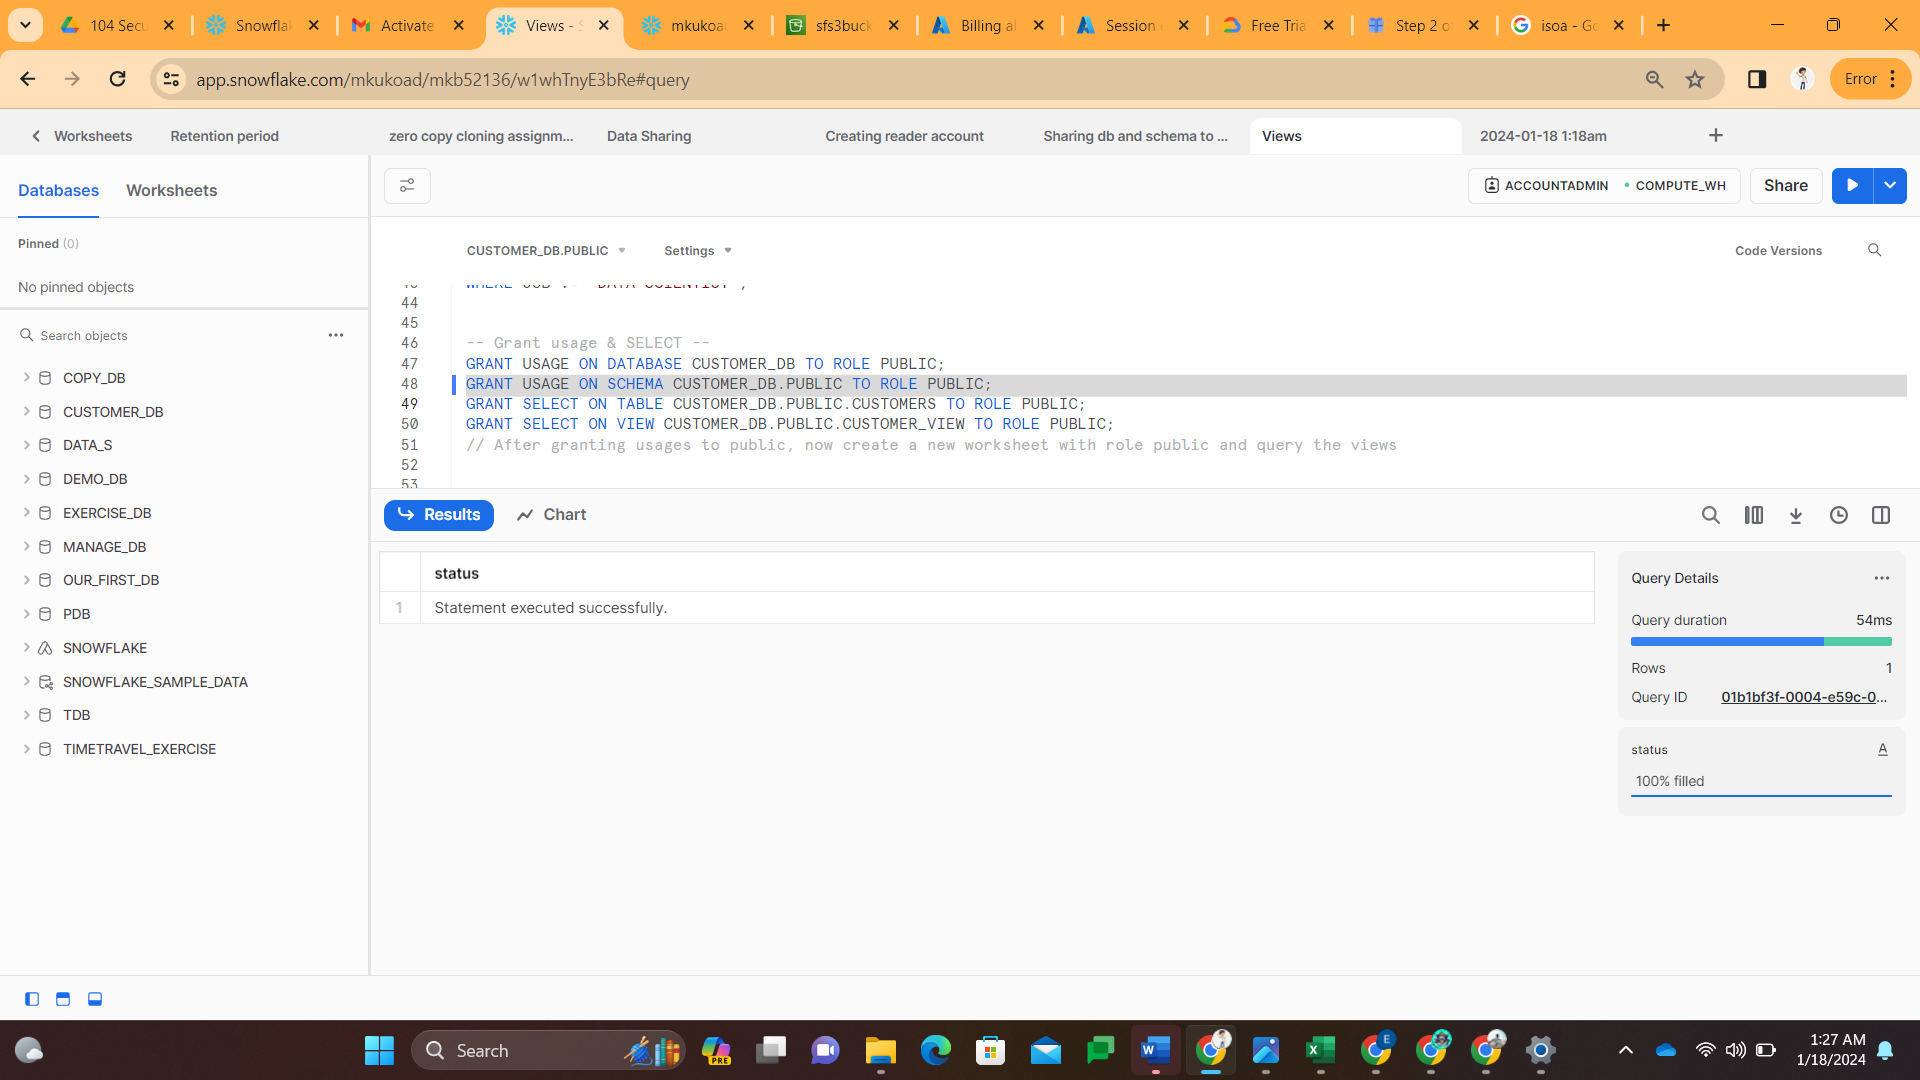 104 Secu
Snowflak
Activate
Views - S
mkukoad
sfs3buck
Billing al
Session
Free Tria
Step 2 o
isoa - Go
app.snowflake.com/mkukoad/mkb52136/w1whTnyE3bRe#query
Error
Worksheets
Retention period
zero copy cloning assignm...
Data Sharing
Creating reader account
Sharing db and schema to ...
Views
2024-01-18 1:18am
Databases
Worksheets
ACCOUNTADMIN
COMPUTE_WH
Share
Pinned (0)
No pinned objects
Search objects
COPY_DB
CUSTOMER_DB
DATA_S
DEMO_DB
EXERCISE_DB
MANAGE_DB
OUR_FIRST_DB
PDB
SNOWFLAKE
SNOWFLAKE_SAMPLE_DATA
TDB
TIMETRAVEL_EXERCISE
CUSTOMER_DB.PUBLIC
Settings
Code Versions
44
45
46 -- Grant usage & SELECT --
47 GRANT USAGE ON DATABASE CUSTOMER_DB TO ROLE PUBLIC;
48 GRANT USAGE ON SCHEMA CUSTOMER_DB.PUBLIC TO ROLE PUBLIC;
49 GRANT SELECT ON TABLE CUSTOMER_DB.PUBLIC.CUSTOMERS TO ROLE PUBLIC;
50 GRANT SELECT ON VIEW CUSTOMER_DB.PUBLIC.CUSTOMER_VIEW TO ROLE PUBLIC;
51 // After granting usages to public, now create a new worksheet with role public and query the views
52
53
Results
Chart
status
1 Statement executed successfully.
Query Details
Query duration 54ms
Rows 1
Query ID 01b1bf3f-0004-e59c-0...
status
A
100% filled
Search
PRE
E
1:27 AM
1/18/2024